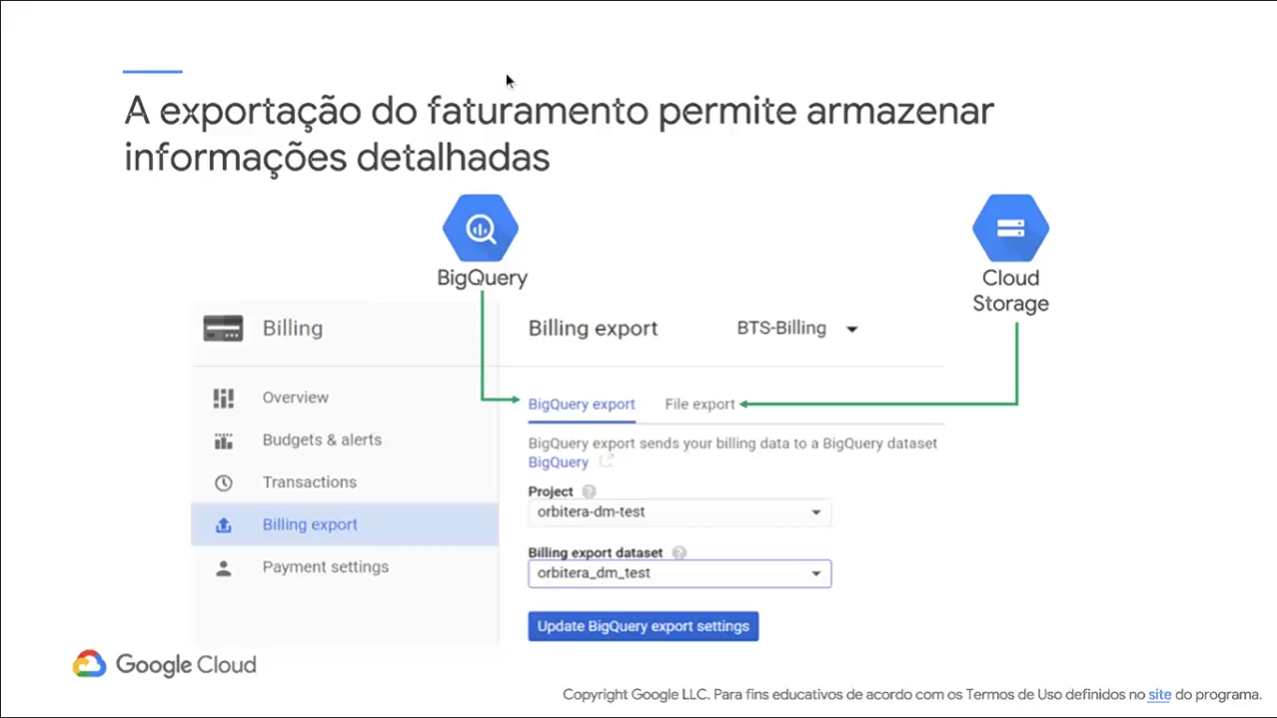 A exportação do faturamento permite armazenar
informações detalhadas
BigQuery
Cloud
Storage
Billing
Overview
Budgets & alerts
Transactions
Billing export
Payment settings
Billing export
BTS-Billing
BigQuery export
File export
BigQuery export sends your billing data to a BigQuery dataset
BigQuery
Project ?
orbitera-dm-test
Billing export dataset ?
orbitera_dm_test
Update BigQuery export settings
Google Cloud
Copyright Google LLC. Para fins educativos de acordo com os Termos de Uso definidos no site do programa.